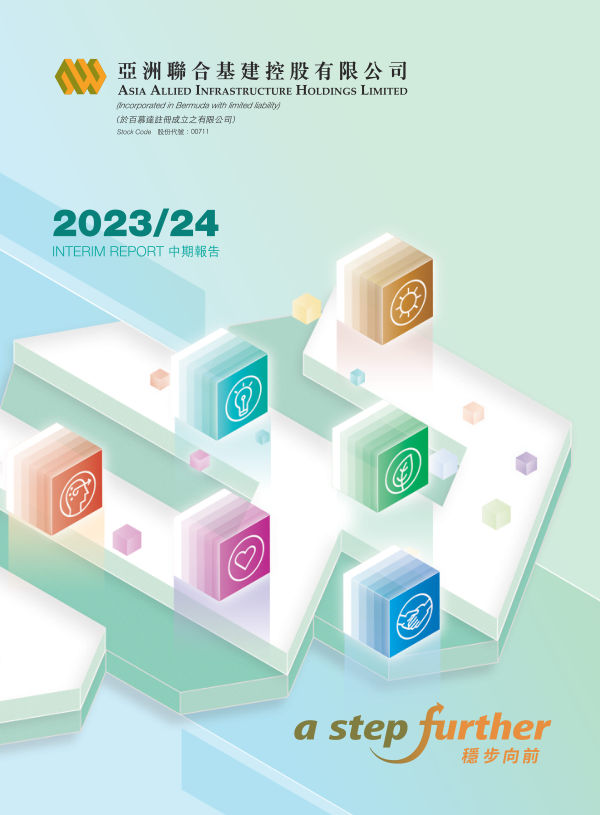 亞洲聯合基建控股有限公司
ASIA ALLIED INFRASTRUCTURE HOLDINGS LIMITED
(Incorporated in Bermuda with limited liability)
(於百慕達註冊成立之有限公司)
Stock Code 股份代號 : 00711
2023/24
INTERIM REPORT 中期報告
a step further
穩步向前